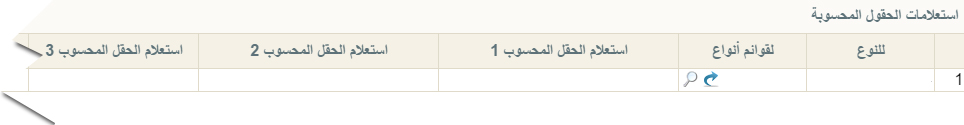 استعلامات الحقول المحسوبة
للنوع لقوائم أنواع استعلام الحقل المحسوب 1 استعلام الحقل المحسوب 2 استعلام الحقل المحسوب 3
1